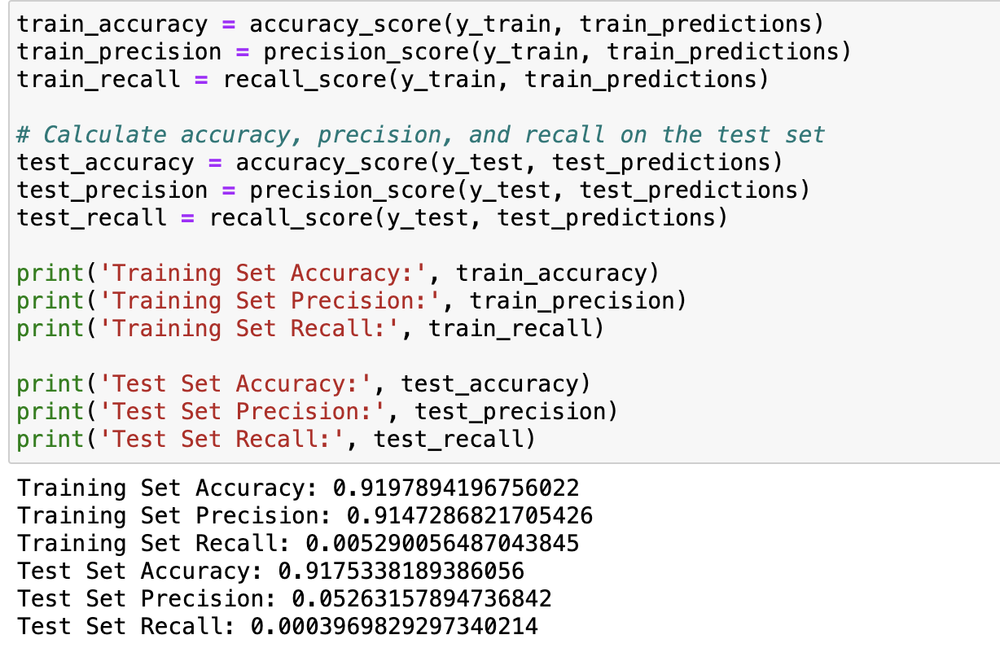 train_accuracy = accuracy_score(y_train, train_predictions)
train_precision = precision_score(y_train, train_predictions)
train_recall = recall_score(y_train, train_predictions)
# Calculate accuracy, precision, and recall on the test set
test_accuracy = accuracy_score(y_test, test_predictions)
test_precision = precision_score(y_test, test_predictions)
test_recall = recall_score(y_test, test_predictions)
print('Training Set Accuracy:', train_accuracy)
print('Training Set Precision:', train_precision)
print('Training Set Recall:', train_recall)
print('Test Set Accuracy:', test_accuracy)
print('Test Set Precision:', test_precision)
print('Test Set Recall:', test_recall)
Training Set Accuracy: 0.9197894196756022
Training Set Precision: 0.9147286821705426
Training Set Recall: 0.005290056487043845
Test Set Accuracy: 0.9175338189386056
Test Set Precision: 0.05263157894736842
Test Set Recall: 0.0003969829297340214